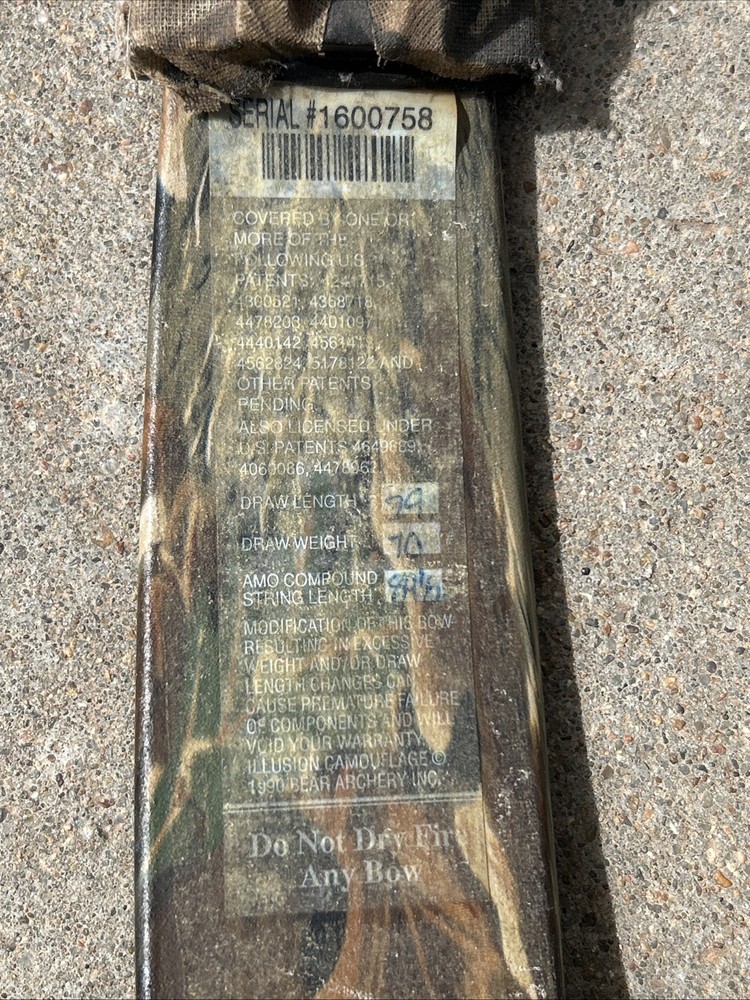 SERIAL #1600758
COVERED BY ONE OR
MORE OF THE
FOLLOWING U.S.
PATENTS:
4300521, 4368718,
4478203, 4401097,
4440142,
4562824, 5178122 AND
OTHER PATENTS
PENDING.
ALSO LICENSED UNDER
U.S. PATENTS
4060066,
DRAW LENGTH 29
DRAW WEIGHT 70 #
AMO COMPOUND
STRING LENGTH
MODIFICATION OF THIS BOW
RESULTING IN EXCESSIVE
WEIGHT AND/OR DRAW
LENGTH CHANGES CAN
CAUSE PREMATURE FAILURE
OF COMPONENTS AND WILL
VOID YOUR WARRANTY.
ILLUSION CAMOUFLAGE ©
1990 BEAR ARCHERY INC.
Do Not Dry Fire
Any Bow